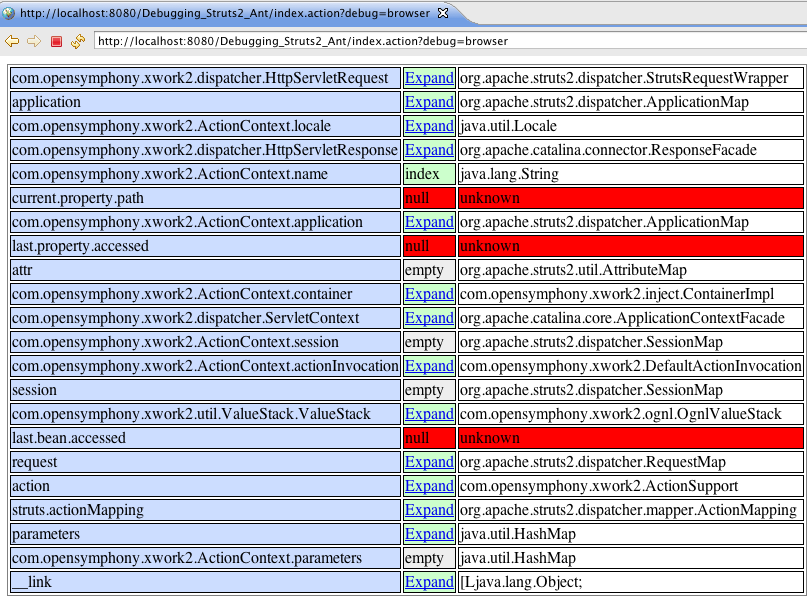 http://localhost:8080/Debugging_Struts2_Ant/index.action?debug=browser
http://localhost:8080/Debugging_Struts2_Ant/index.action?debug=browser
com.opensymphony.xwork2.dispatcher.HttpServletRequest Expand org.apache.struts2.dispatcher.StrutsRequestWrapper
application Expand org.apache.struts2.dispatcher.ApplicationMap
com.opensymphony.xwork2.ActionContext.locale Expand java.util.Locale
com.opensymphony.xwork2.dispatcher.HttpServletResponse Expand org.apache.catalina.connector.ResponseFacade
com.opensymphony.xwork2.ActionContext.name index java.lang.String
current.property.path null unknown
com.opensymphony.xwork2.ActionContext.application Expand org.apache.struts2.dispatcher.ApplicationMap
last.property.accessed null unknown
attr empty org.apache.struts2.util.AttributeMap
com.opensymphony.xwork2.ActionContext.container Expand com.opensymphony.xwork2.inject.ContainerImpl
com.opensymphony.xwork2.dispatcher.ServletContext Expand org.apache.catalina.core.ApplicationContextFacade
com.opensymphony.xwork2.ActionContext.session empty org.apache.struts2.dispatcher.SessionMap
com.opensymphony.xwork2.ActionContext.actionInvocation Expand com.opensymphony.xwork2.DefaultActionInvocation
session empty org.apache.struts2.dispatcher.SessionMap
com.opensymphony.xwork2.util.ValueStack.ValueStack Expand com.opensymphony.xwork2.ognl.OgnlValueStack
last.bean.accessed null unknown
request Expand org.apache.struts2.dispatcher.RequestMap
action Expand com.opensymphony.xwork2.ActionSupport
struts.actionMapping Expand org.apache.struts2.dispatcher.mapper.ActionMapping
parameters Expand java.util.HashMap
com.opensymphony.xwork2.ActionContext.parameters empty java.util.HashMap
__link Expand [Ljava.lang.Object;